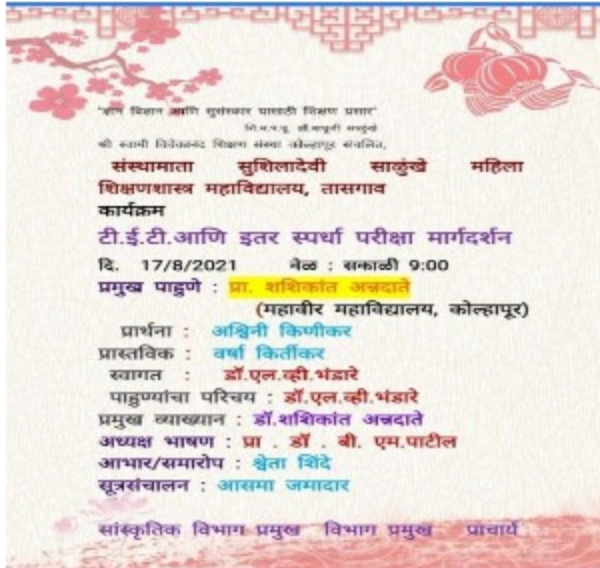 "ज्ञान विज्ञान आणि सुसंस्कार यासाठी शिक्षण प्रसार"
शि.म.प.पू. डॉ.बापूजी साळुंखे
श्री स्वामी विवेकानंद शिक्षण संस्था कोल्हापूर संचलित,
संस्थामाता सुशिलादेवी साळुंखे महिला
शिक्षणशास्त्र महाविद्यालय, तासगाव
कार्यक्रम
टी.ई.टी.आणि इतर स्पर्धा परीक्षा मार्गदर्शन
दि. 17/8/2021 वेळ : सकाळी 9:00
प्रमुख पाहुणे : प्रा. शशिकांत अन्नदाते
(महावीर महाविद्यालय, कोल्हापूर)
प्रार्थना : अश्विनी किणीकर
प्रास्तविक : वर्षा किर्तीकर
स्वागत : डॉ.एल.व्ही.भंडारे
पाहुण्यांचा परिचय : डॉ.एल.व्ही.भंडारे
प्रमुख व्याख्यान : डॉ.शशिकांत अन्नदाते
अध्यक्ष भाषण : प्रा . डॉ . बी. एम.पाटील
आभार/समारोप : श्वेता शिंदे
सूत्रसंचालन : आसमा जमादार
सांस्कृतिक विभाग प्रमुख विभाग प्रमुख प्राचार्य